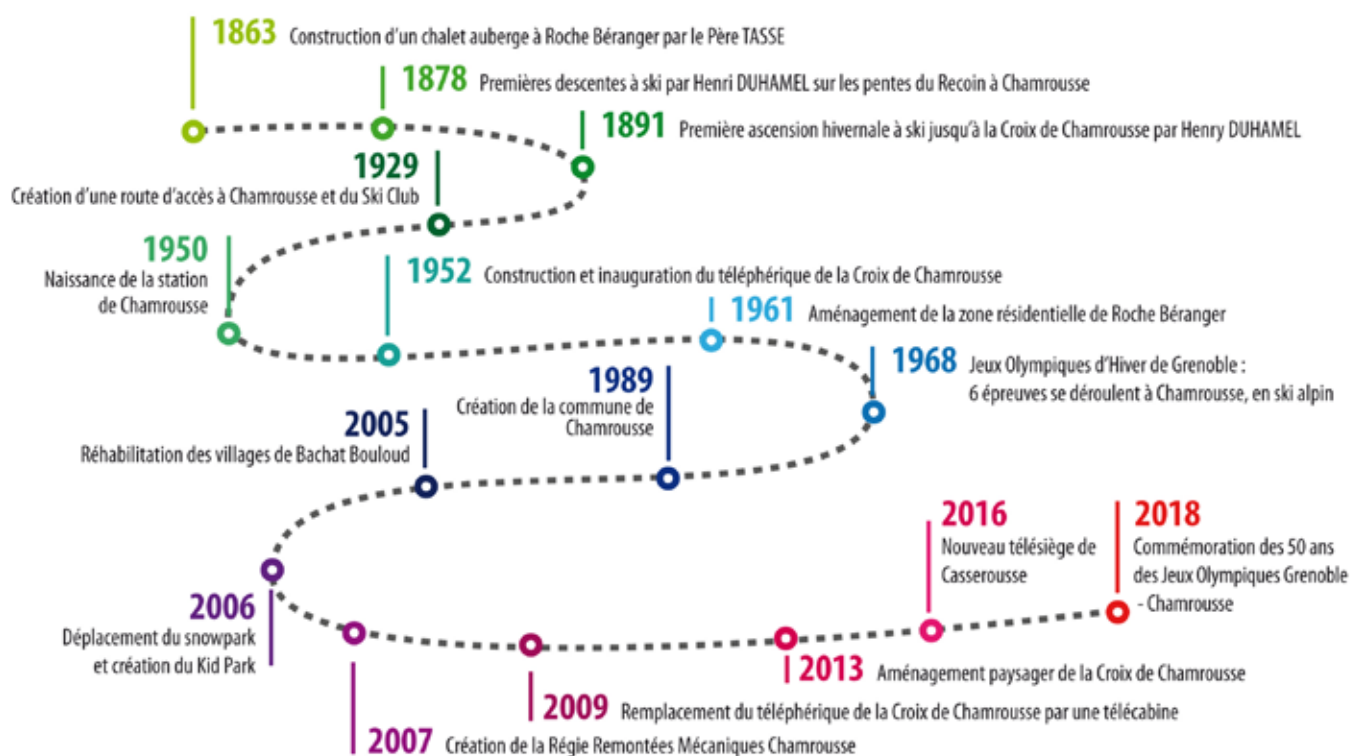 1863 Construction d'un chalet auberge à Roche Béranger par le Père TASSE
1878 Premières descentes à ski par Henri DUHAMEL sur les pentes du Recoin à Chamrousse
1891 Première ascension hivernale à ski jusqu'à la Croix de Chamrousse par Henry DUHAMEL
1929
Création d'une route d'accès à Chamrousse et du Ski Club
1950
Naissance de la station
de Chamrousse
1952 Construction et inauguration du téléphérique de la Croix de Chamrousse
1961 Aménagement de la zone résidentielle de Roche Béranger
1968 Jeux Olympiques d'Hiver de Grenoble :
6 épreuves se déroulent à Chamrousse, en ski alpin
1989
Création de la commune de
Chamrousse
2005
Réhabilitation des villages de Bachat Bouloud
2006
Déplacement du snowpark
et création du Kid Park
2007 Création de la Régie Remontées Mécaniques Chamrousse
2009 Remplacement du téléphérique de la Croix de Chamrousse par une télécabine
2013 Aménagement paysager de la Croix de Chamrousse
2016
Nouveau télésiège de
Casserousse
2018
Commémoration des 50 ans
des Jeux Olympiques Grenoble
- Chamrousse